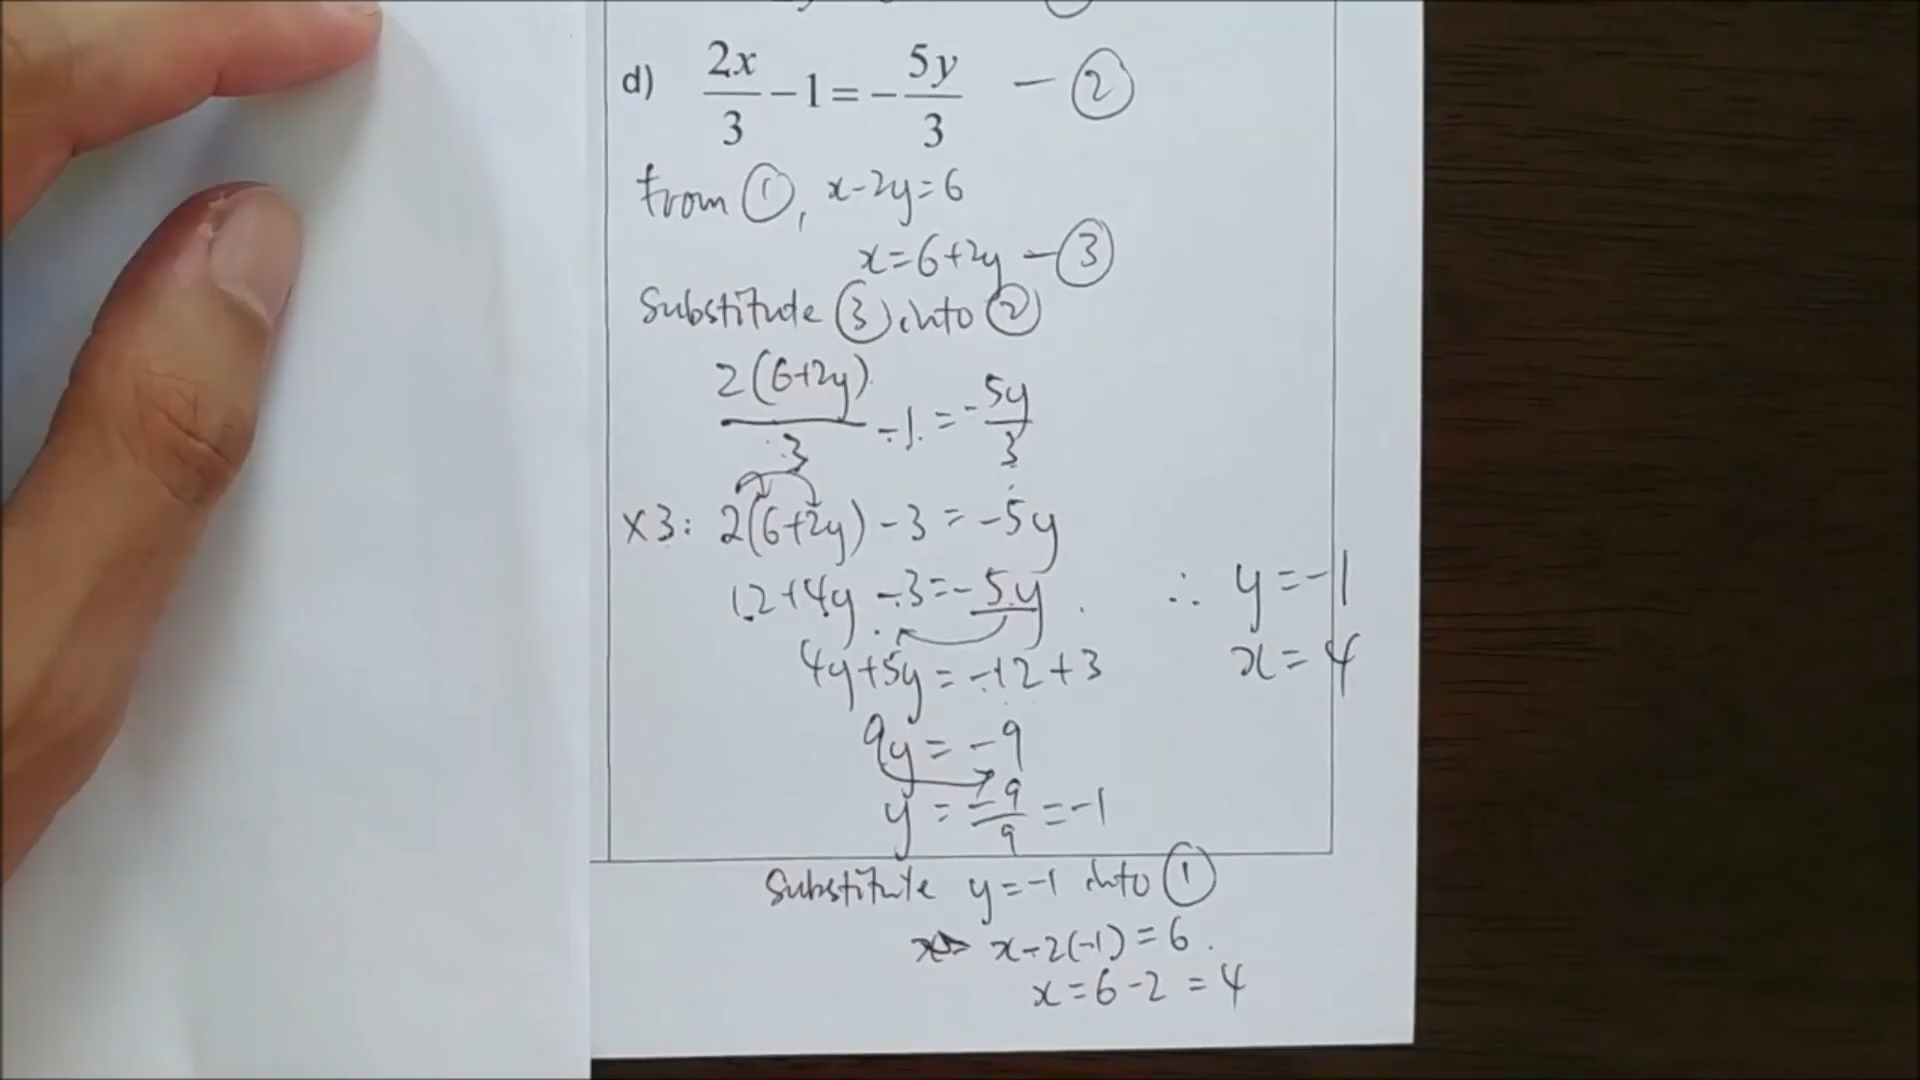 d) 2x/3 - 1 = - 5y/3 — ②
from ①, x-2y=6
x=6+2y — ③
Substitute ③ into ②
2(6+2y)/3 - 1 = - 5y/3
x3: 2(6+2y) - 3 = -5y
12+4y - 3 = - 5y
4y+5y = -12+3
9y = -9
y = -9/9 = -1
∴ y = -1
x = 4
Substitute y=-1 into ①
x-2(-1) = 6
x=6-2 = 4